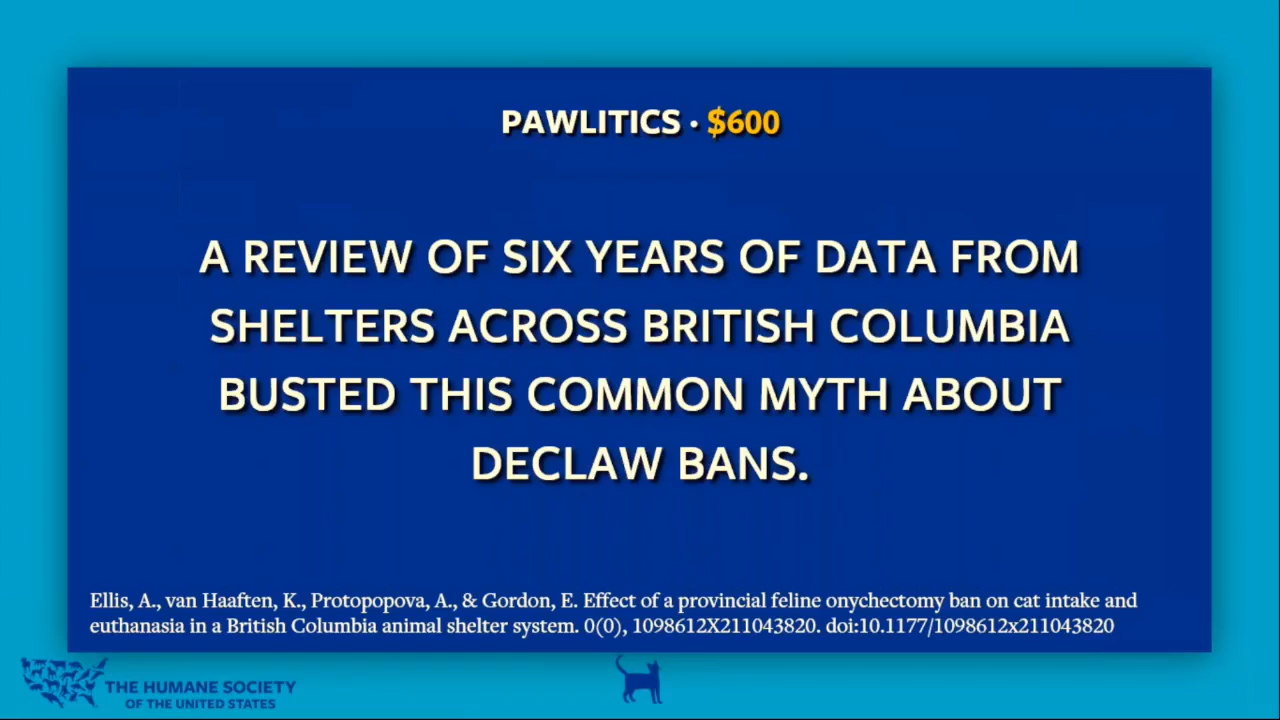 PAWLITICS · $600
A REVIEW OF SIX YEARS OF DATA FROM
SHELTERS ACROSS BRITISH COLUMBIA
BUSTED THIS COMMON MYTH ABOUT
DECLAW BANS.
Ellis, A., van Haaften, K., Protopopova, A., & Gordon, E. Effect of a provincial feline onychectomy ban on cat intake and
euthanasia in a British Columbia animal shelter system. 0(0), 1098612X211043820. doi:10.1177/1098612x211043820
THE HUMANE SOCIETY
OF THE UNITED STATES